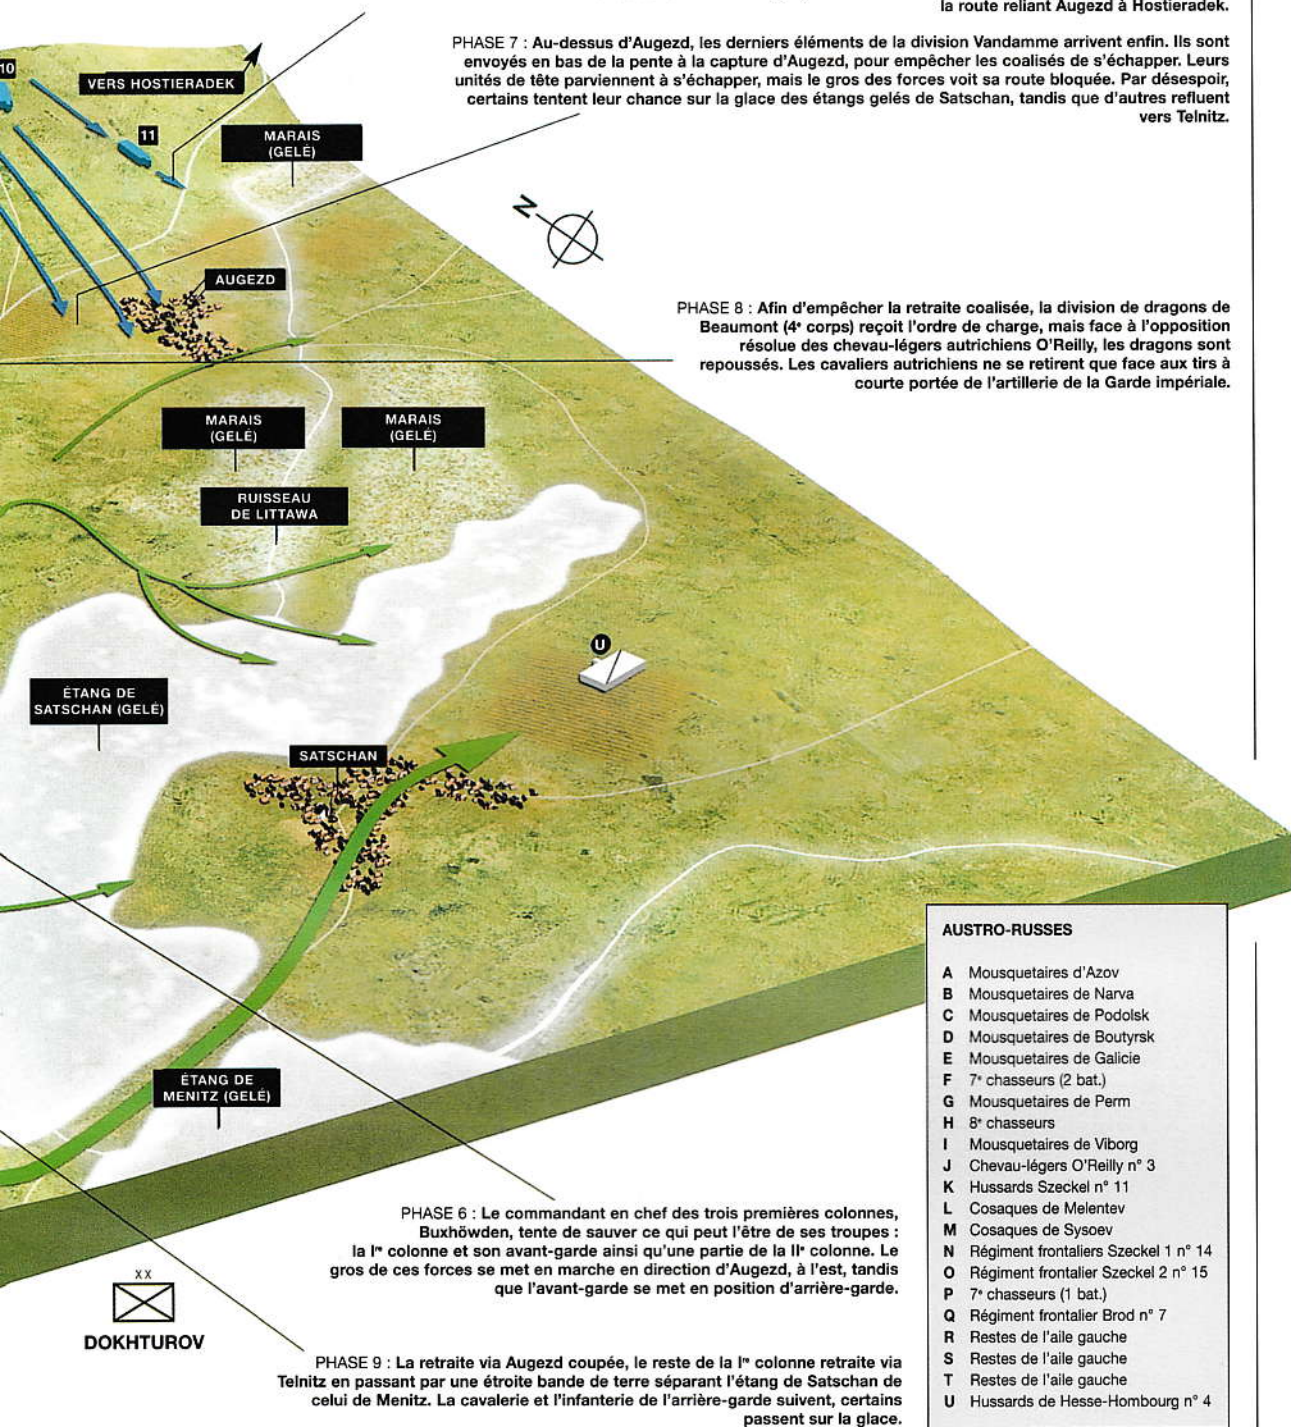 la route reliant Augezd à Hostieradek.
PHASE 7 : Au-dessus d'Augezd, les derniers éléments de la division Vandamme arrivent enfin. Ils sont
envoyés en bas de la pente à la capture d'Augezd, pour empêcher les coalisés de s'échapper. Leurs
unités de tête parviennent à s'échapper, mais le gros des forces voit sa route bloquée. Par désespoir,
certains tentent leur chance sur la glace des étangs gelés de Satschan, tandis que d'autres refluent
vers Telnitz.
10
VERS HOSTIERADEK
11
MARAIS
(GELÉ)
N
AUGEZD
PHASE 8 : Afin d'empêcher la retraite coalisée, la division de dragons de
Beaumont (4e corps) reçoit l'ordre de charge, mais face à l'opposition
résolue des chevau-légers autrichiens O'Reilly, les dragons sont
repoussés. Les cavaliers autrichiens ne se retirent que face aux tirs à
courte portée de l'artillerie de la Garde impériale.
MARAIS
(GELÉ)
MARAIS
(GELÉ)
RUISSEAU
DE LITTAWA
U
ÉTANG DE
SATSCHAN (GELÉ)
SATSCHAN
ÉTANG DE
MENITZ (GELÉ)
AUSTRO-RUSSES
A Mousquetaires d'Azov
B Mousquetaires de Narva
C Mousquetaires de Podolsk
D Mousquetaires de Boutyrsk
E Mousquetaires de Galicie
F 7e chasseurs (2 bat.)
G Mousquetaires de Perm
H 8e chasseurs
I Mousquetaires de Viborg
J Chevau-légers O'Reilly n° 3
K Hussards Szeckel n° 11
L Cosaques de Melentev
M Cosaques de Sysoev
N Régiment frontaliers Szeckel 1 n° 14
O Régiment frontalier Szeckel 2 n° 15
P 7e chasseurs (1 bat.)
Q Régiment frontalier Brod n° 7
R Restes de l'aile gauche
S Restes de l'aile gauche
T Restes de l'aile gauche
U Hussards de Hesse-Hombourg n° 4
PHASE 6 : Le commandant en chef des trois premières colonnes,
Buxhöwden, tente de sauver ce qui peut l'être de ses troupes :
la Ire colonne et son avant-garde ainsi qu'une partie de la IIe colonne. Le
gros de ces forces se met en marche en direction d'Augezd, à l'est, tandis
que l'avant-garde se met en position d'arrière-garde.
XX
DOKHTUROV
PHASE 9 : La retraite via Augezd coupée, le reste de la Ire colonne retraite via
Telnitz en passant par une étroite bande de terre séparant l'étang de Satschan de
celui de Menitz. La cavalerie et l'infanterie de l'arrière-garde suivent, certains
passent sur la glace.